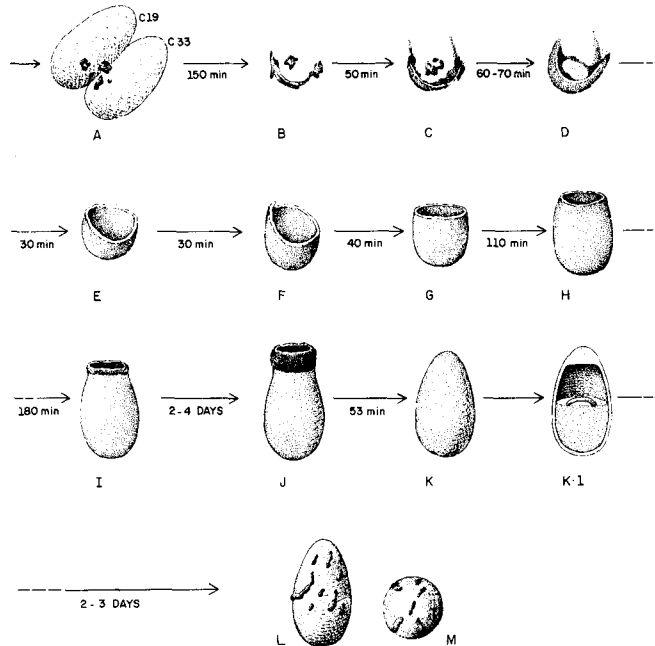 C19
C33
150 min
50 min
60-70 min
A
B
C
D
30 min
30 min
40 min
110 min
E
F
G
H
180 min
2-4 DAYS
53 min
I
J
K
K·1
2-3 DAYS
L
M